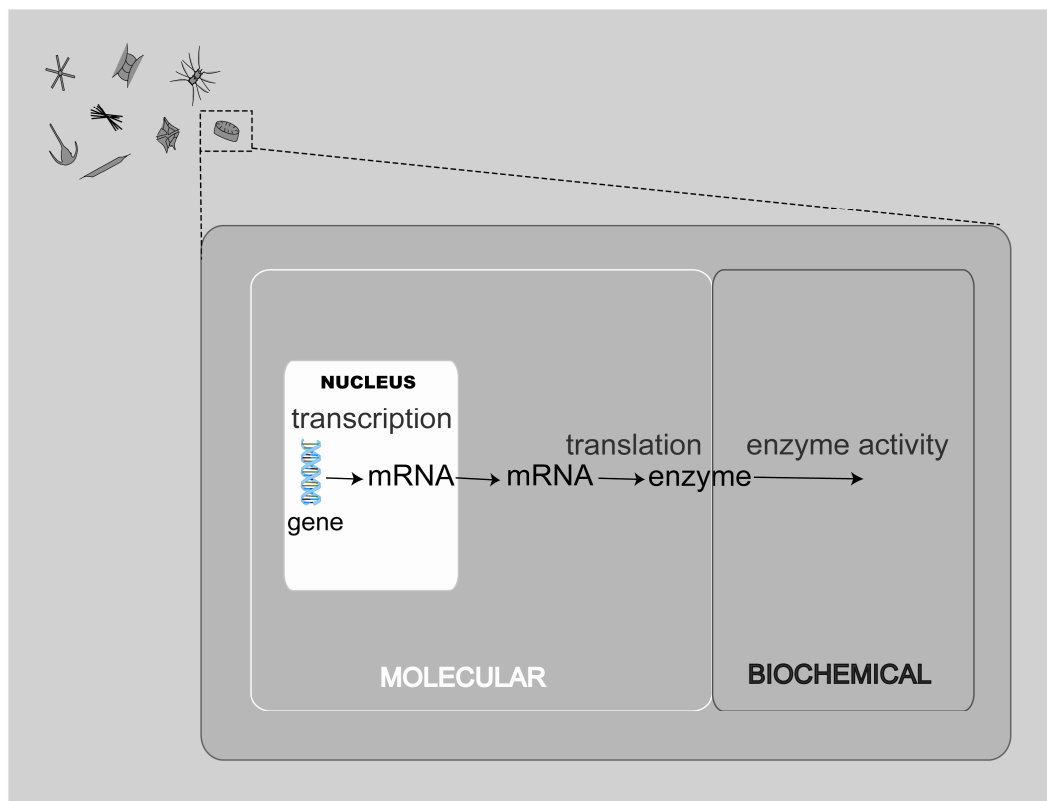 NUCLEUS
transcription
translation
enzyme activity
mRNA
mRNA
enzyme
gene
MOLECULAR
BIOCHEMICAL